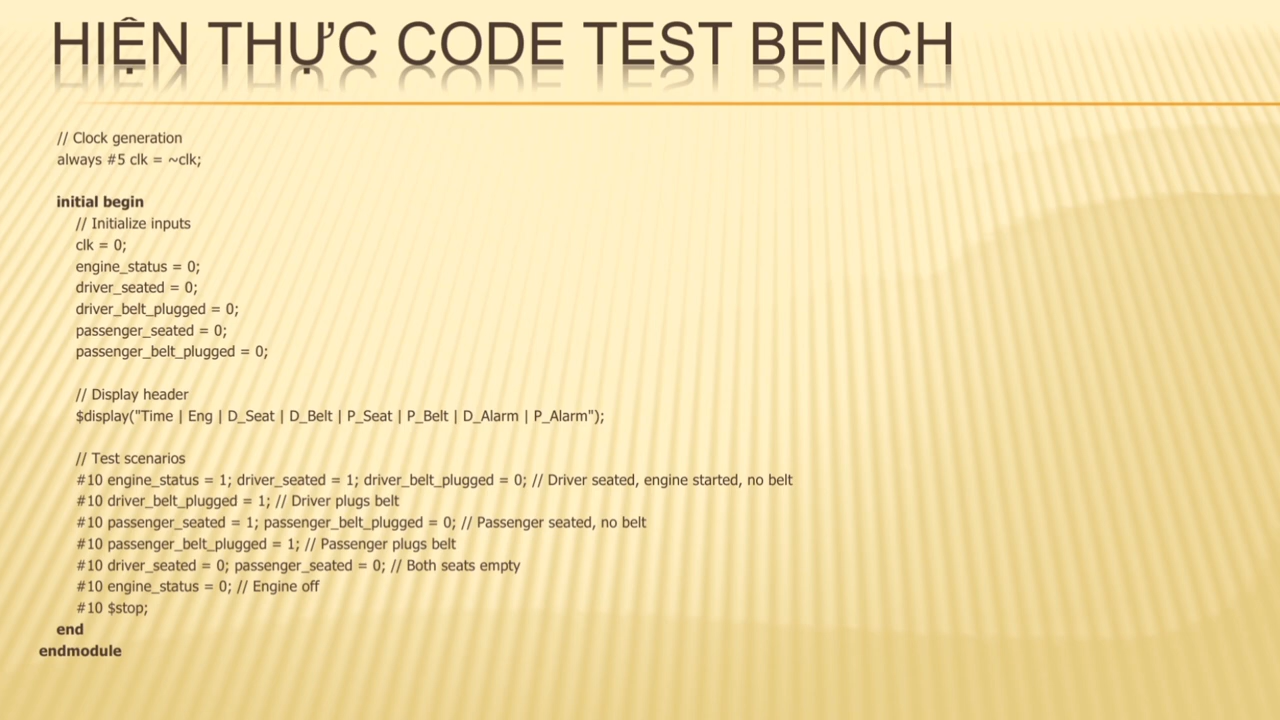 HIỆN THỰC CODE TEST BENCH
// Clock generation
always #5 clk = ~clk;
initial begin
// Initialize inputs
clk = 0;
engine_status = 0;
driver_seated = 0;
driver_belt_plugged = 0;
passenger_seated = 0;
passenger_belt_plugged = 0;
// Display header
$display("Time | Eng | D_Seat | D_Belt | P_Seat | P_Belt | D_Alarm | P_Alarm");
// Test scenarios
#10 engine_status = 1; driver_seated = 1; driver_belt_plugged = 0; // Driver seated, engine started, no belt
#10 driver_belt_plugged = 1; // Driver plugs belt
#10 passenger_seated = 1; passenger_belt_plugged = 0; // Passenger seated, no belt
#10 passenger_belt_plugged = 1; // Passenger plugs belt
#10 driver_seated = 0; passenger_seated = 0; // Both seats empty
#10 engine_status = 0; // Engine off
#10 $stop;
end
endmodule